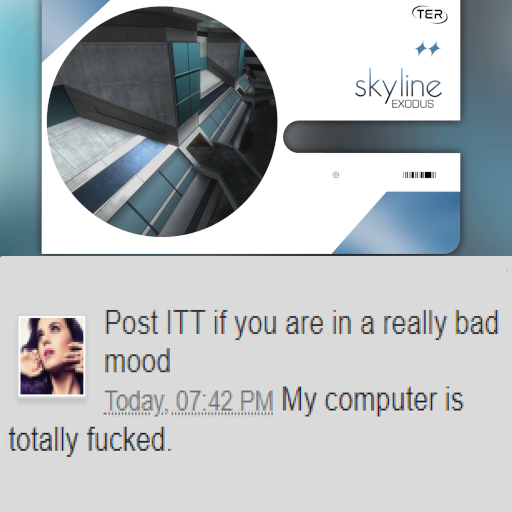 TER
skyline
EXODUS
Post ITT if you are in a really bad
mood
Today, 07:42 PM My computer is
totally fucked.